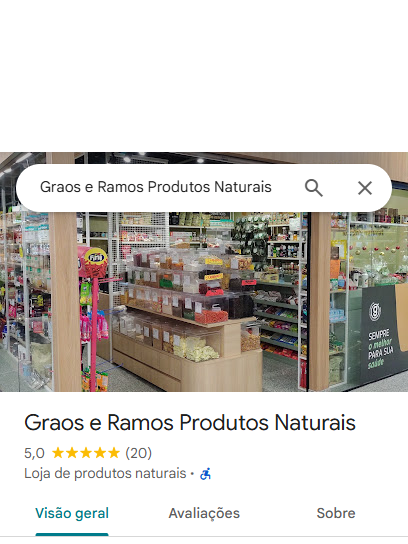 Graos e Ramos Produtos Naturais
Fini
SEMPRE
o melhor
PARA SUA
saúde
Graos e Ramos Produtos Naturais
5,0 (20)
Loja de produtos naturais ·
Visão geral
Avaliações
Sobre